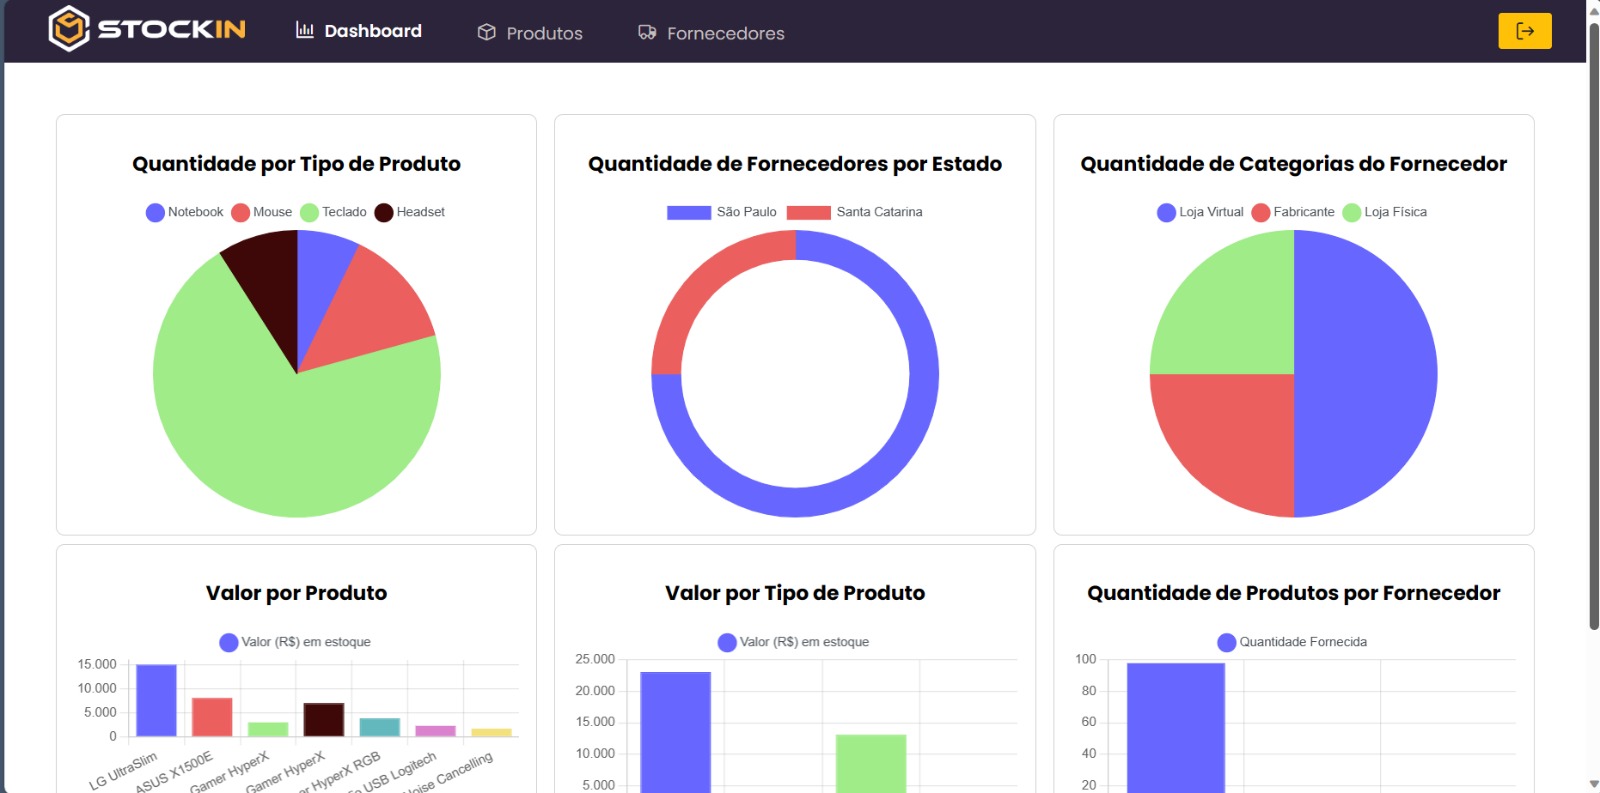 STOCKIN
Dashboard
Produtos
Fornecedores
Quantidade por Tipo de Produto
Notebook Mouse Teclado Headset
Quantidade de Fornecedores por Estado
São Paulo Santa Catarina
Quantidade de Categorias do Fornecedor
Loja Virtual Fabricante Loja Física
Valor por Produto
Valor (R$) em estoque
15.000
10.000
5.000
0
LG UltraSlim
ASUS X1500E
Gamer HyperX
Gamer HyperX
HyperX RGB
USB Logitech
Cancelling
Valor por Tipo de Produto
Valor (R$) em estoque
25.000
20.000
15.000
10.000
5.000
Quantidade de Produtos por Fornecedor
Quantidade Fornecida
100
80
60
40
20